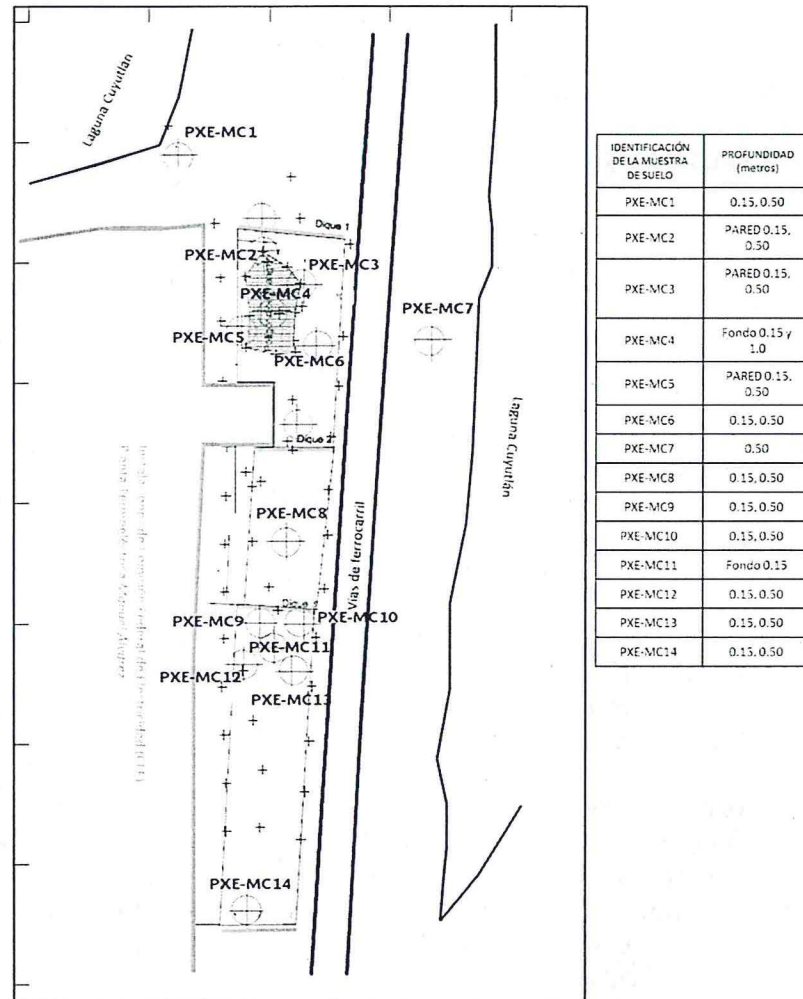 Laguna Cuyutlán
PXE-MC1
Dique 1
PXE-MC2
PXE-MC3
PXE-MC4
PXE-MC7
PXE-MC5
PXE-MC6
Laguna Cuyutlán
Dique 2
PXE-MC8
Vías de ferrocarril
Dique
PXE-MC9
PXE-MC10
PXE-MC11
PXE-MC12
PXE-MC13
PXE-MC14
IDENTIFICACIÓN DE LA MUESTRA DE SUELO PROFUNDIDAD (metros)
PXE-MC1 0.15, 0.50
PXE-MC2 PARED 0.15, 0.50
PXE-MC3 PARED 0.15, 0.50
PXE-MC4 Fondo 0.15 y 1.0
PXE-MC5 PARED 0.15, 0.50
PXE-MC6 0.15, 0.50
PXE-MC7 0.50
PXE-MC8 0.15, 0.50
PXE-MC9 0.15, 0.50
PXE-MC10 0.15, 0.50
PXE-MC11 Fondo 0.15
PXE-MC12 0.15, 0.50
PXE-MC13 0.15, 0.50
PXE-MC14 0.15, 0.50